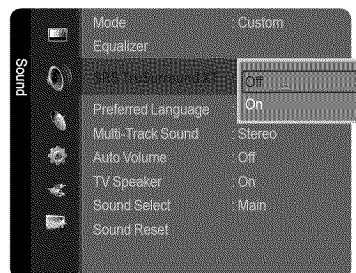 Sound
Mode : Custom
Equalizer
SRS TruSurround XT
Off
On
Preferred Language
Multi-Track Sound : Stereo
Auto Volume : Off
TV Speaker : On
Sound Select : Main
Sound Reset